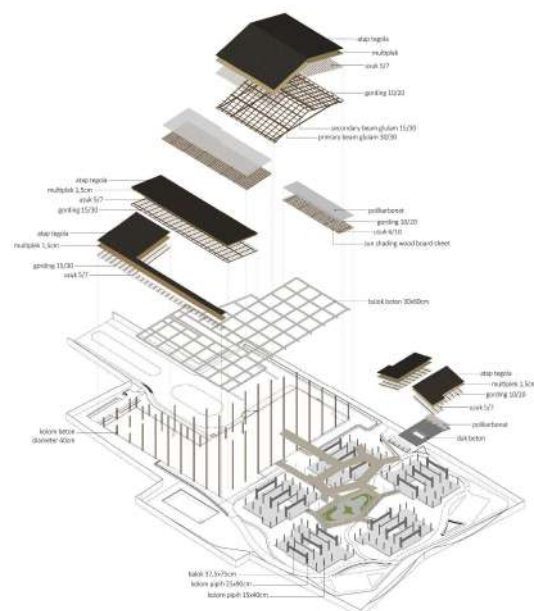 atap tegola
multiplek
usuk 5/7
gording 10/20
secondary beam glulam 15/30
primary beam glulam 30/30
atap tegola
multiplek 1,5cm
usuk 5/7
gording 15/30
atap tegola
multiplek 1,5cm
gording 15/30
usuk 5/7
polikarbonat
gording 10/20
usuk 6/10
sun shading wood board sheet
balok beton 30x60cm
atap tegola
multiplek 1,5cm
gording 10/20
usuk 5/7
polikarbonat
dak beton
kolom beton
diameter 40cm
balok 37,5x75cm
kolom pipih 25x90cm
kolom pipih 15x40cm